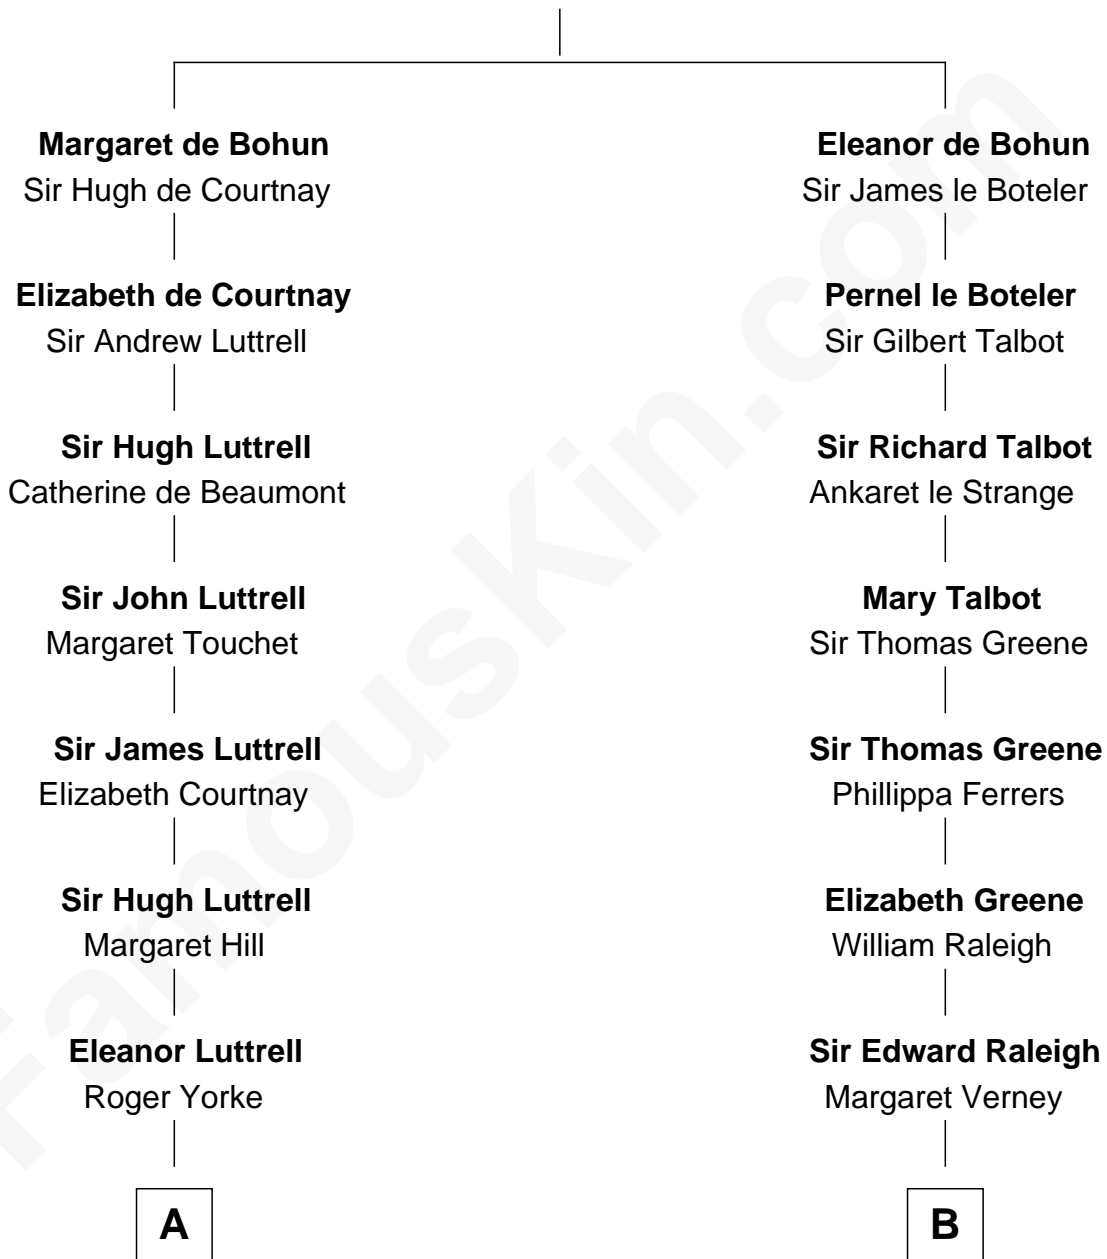 Margaret de Bohun
Sir Hugh de Courtnay
Elizabeth de Courtnay
Sir Andrew Luttrell
Sir Hugh Luttrell
Catherine de Beaumont
Sir John Luttrell
Margaret Touchet
Sir James Luttrell
Elizabeth Courtnay
Sir Hugh Luttrell
Margaret Hill
Eleanor Luttrell
Roger Yorke
A
Eleanor de Bohun
Sir James le Boteler
Pernel le Boteler
Sir Gilbert Talbot
Sir Richard Talbot
Ankaret le Strange
Mary Talbot
Sir Thomas Greene
Sir Thomas Greene
Phillippa Ferrers
Elizabeth Greene
William Raleigh
Sir Edward Raleigh
Margaret Verney
B
FamousKin.com